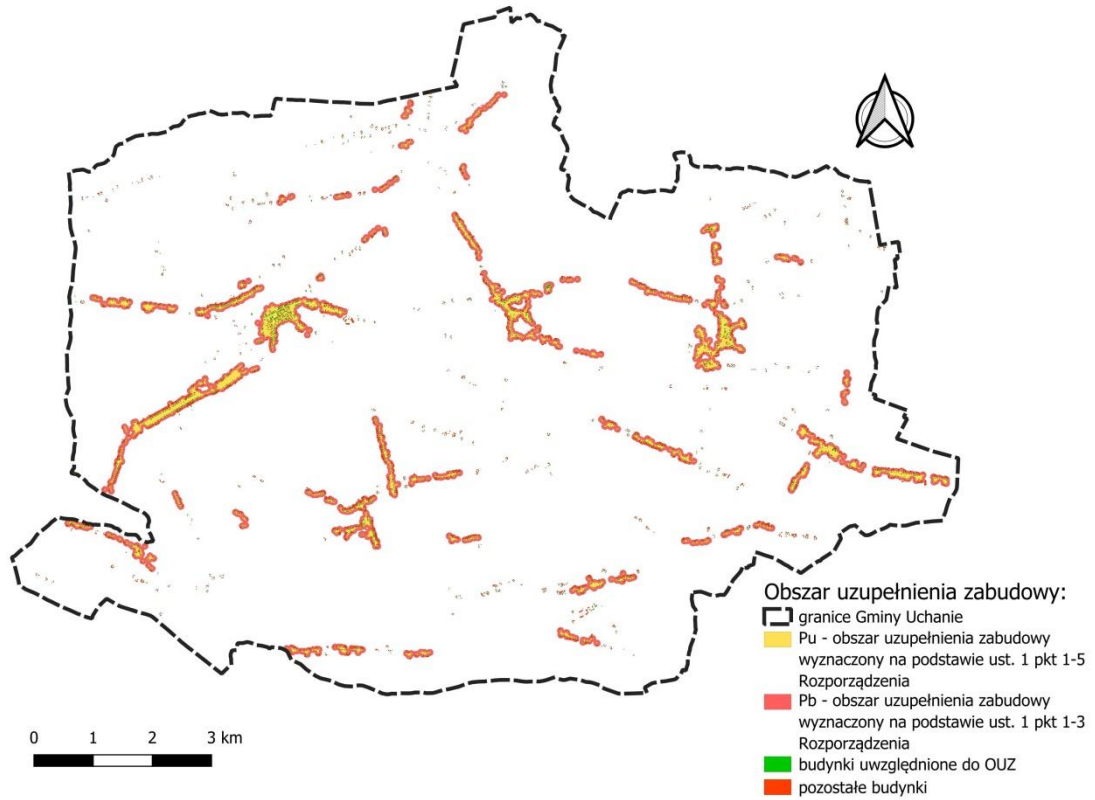 Obszar uzupełnienia zabudowy:
granice Gminy Uchanie
Pu - obszar uzupełnienia zabudowy
wyznaczony na podstawie ust. 1 pkt 1-5
Rozporządzenia
Pb - obszar uzupełnienia zabudowy
wyznaczony na podstawie ust. 1 pkt 1-3
Rozporządzenia
budynki uwzględnione do OUZ
pozostałe budynki
0 1 2 3 km